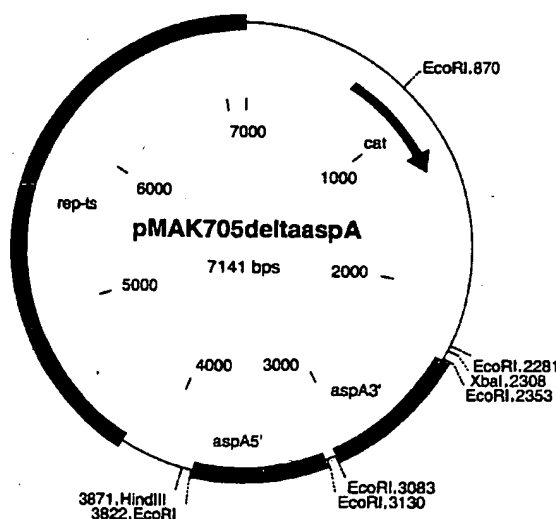 EcoRI.870
7000
cat
1000
6000
rep-ts
pMAK705deltaaspA
7141 bps
2000
5000
4000
3000
EcoRI.2281
XbaI.2308
EcoRI.2353
aspA3'
aspA5'
EcoRI.3083
EcoRI.3130
3871.HindIII
3822.EcoRI